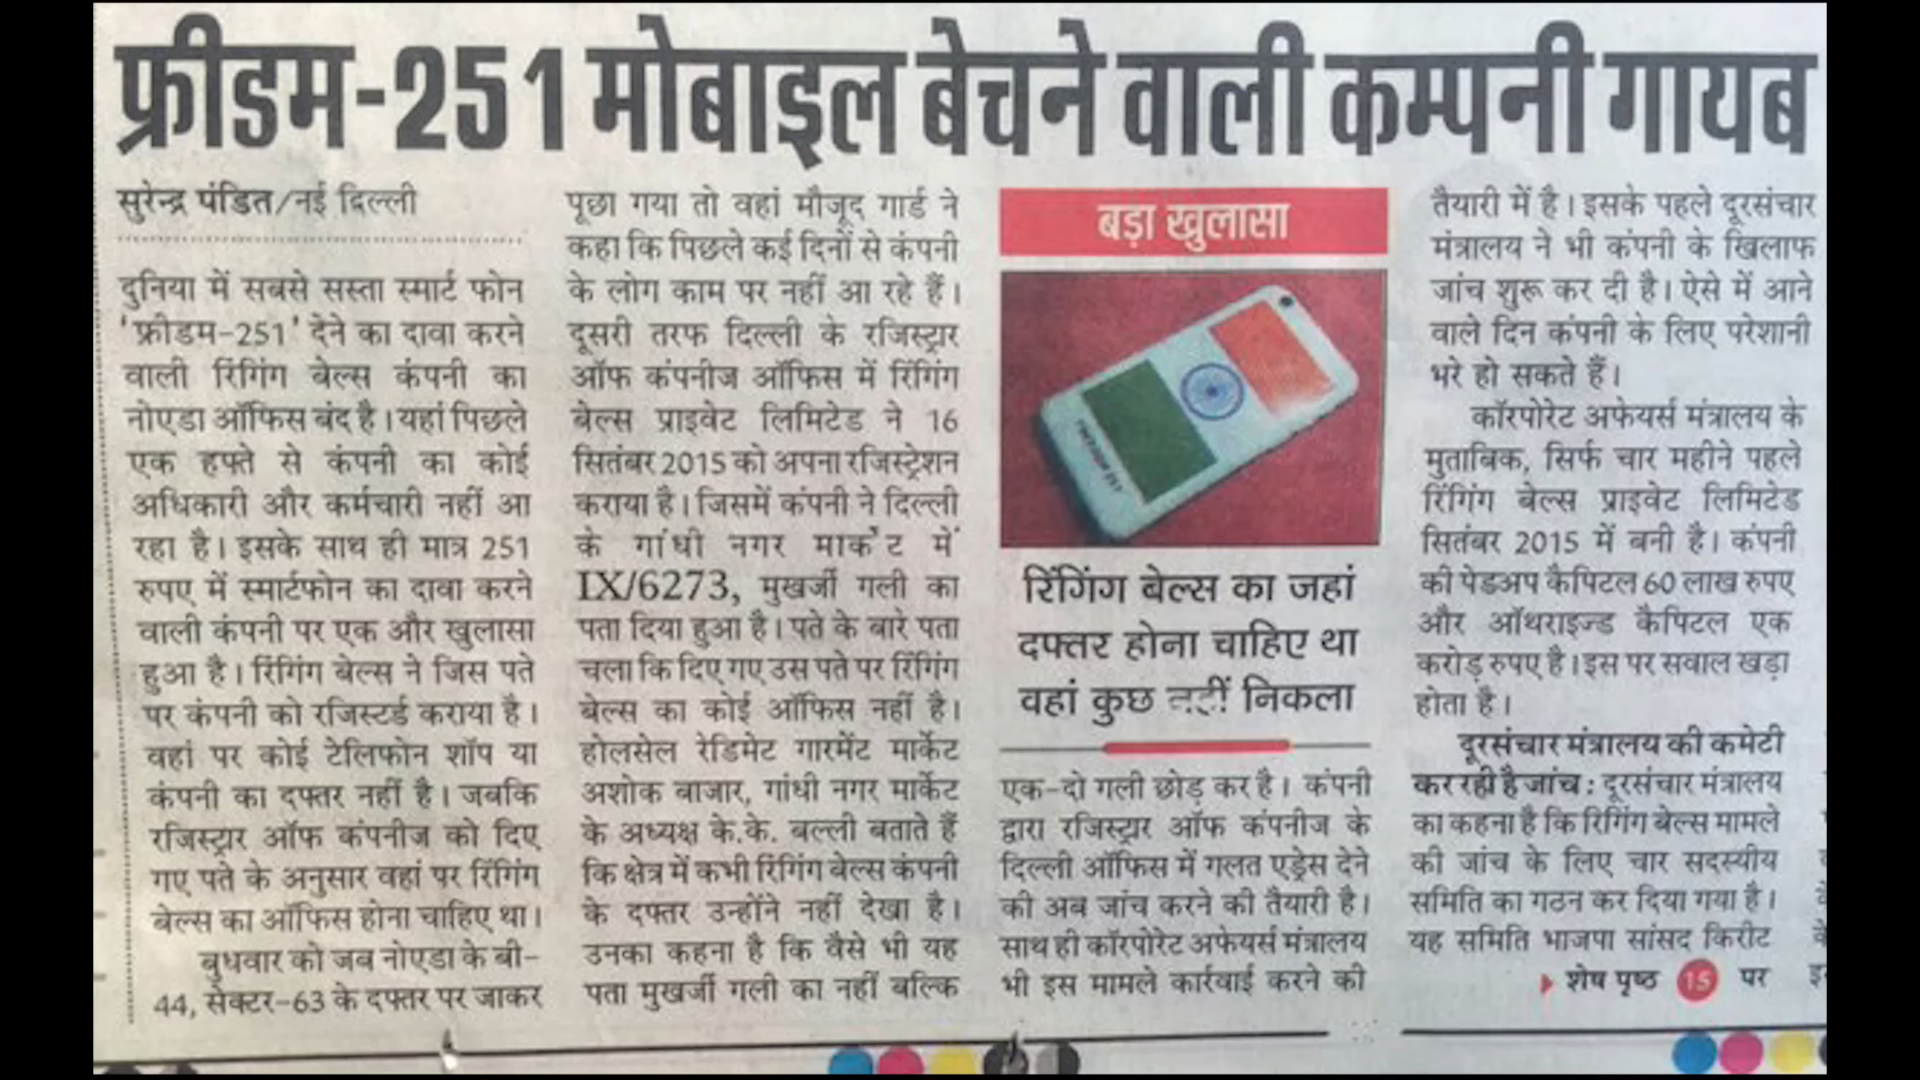 फ्रीडम-251 मोबाइल बेचने वाली कम्पनी गायब
सुरेन्द्र पंडित/नई दिल्ली
दुनिया में सबसे सस्ता स्मार्ट फोन
'फ्रीडम-251' देने का दावा करने
वाली रिंगिंग बेल्स कंपनी का
नोएडा ऑफिस बंद है। यहां पिछले
एक हफ्ते से कंपनी का कोई
अधिकारी और कर्मचारी नहीं आ
रहा है। इसके साथ ही मात्र 251
रुपए में स्मार्टफोन का दावा करने
वाली कंपनी पर एक और खुलासा
हुआ है। रिंगिंग बेल्स ने जिस पते
पर कंपनी को रजिस्टर्ड कराया है।
वहां पर कोई टेलिफोन शॉप या
कंपनी का दफ्तर नहीं है। जबकि
रजिस्ट्रार ऑफ कंपनीज को दिए
गए पते के अनुसार वहां पर रिंगिंग
बेल्स का ऑफिस होना चाहिए था।
बुधवार को जब नोएडा के बी-
44, सेक्टर-63 के दफ्तर पर जाकर
पूछा गया तो वहां मौजूद गार्ड ने
कहा कि पिछले कई दिनों से कंपनी
के लोग काम पर नहीं आ रहे हैं।
दूसरी तरफ दिल्ली के रजिस्ट्रार
ऑफ कंपनीज ऑफिस में रिंगिंग
बेल्स प्राइवेट लिमिटेड ने 16
सितंबर 2015 को अपना रजिस्ट्रेशन
कराया है। जिसमें कंपनी ने दिल्ली
के गांधी नगर मार्केट में
IX/6273, मुखर्जी गली का
पता दिया हुआ है। पते के बारे पता
चला कि दिए गए उस पते पर रिंगिंग
बेल्स का कोई ऑफिस नहीं है।
होलसेल रेडिमेट गारमेंट मार्केट
अशोक बाजार, गांधी नगर मार्केट
के अध्यक्ष के.के. बल्ली बताते हैं
कि क्षेत्र में कभी रिंगिंग बेल्स कंपनी
के दफ्तर उन्होंने नहीं देखा है।
उनका कहना है कि वैसे भी यह
पता मुखर्जी गली का नहीं बल्कि
बड़ा खुलासा
रिंगिंग बेल्स का जहां
दफ्तर होना चाहिए था
वहां कुछ नहीं निकला
एक-दो गली छोड़ कर है। कंपनी
द्वारा रजिस्ट्रार ऑफ कंपनीज के
दिल्ली ऑफिस में गलत एड्रेस देने
की अब जांच करने की तैयारी है।
साथ ही कॉरपोरेट अफेयर्स मंत्रालय
भी इस मामले कार्रवाई करने की
तैयारी में है। इसके पहले दूरसंचार
मंत्रालय ने भी कंपनी के खिलाफ
जांच शुरू कर दी है। ऐसे में आने
वाले दिन कंपनी के लिए परेशानी
भरे हो सकते हैं।
कॉरपोरेट अफेयर्स मंत्रालय के
मुताबिक, सिर्फ चार महीने पहले
रिंगिंग बेल्स प्राइवेट लिमिटेड
सितंबर 2015 में बनी है। कंपनी
की पेडअप कैपिटल 60 लाख रुपए
और ऑथराइज्ड कैपिटल एक
करोड़ रुपए है। इस पर सवाल खड़ा
होता है।
दूरसंचार मंत्रालय की कमेटी
कर रही है जांच : दूरसंचार मंत्रालय
का कहना है कि रिंगिंग बेल्स मामले
की जांच के लिए चार सदस्यीय
समिति का गठन कर दिया गया है।
यह समिति भाजपा सांसद किरीट
शेष पृष्ठ 15 पर